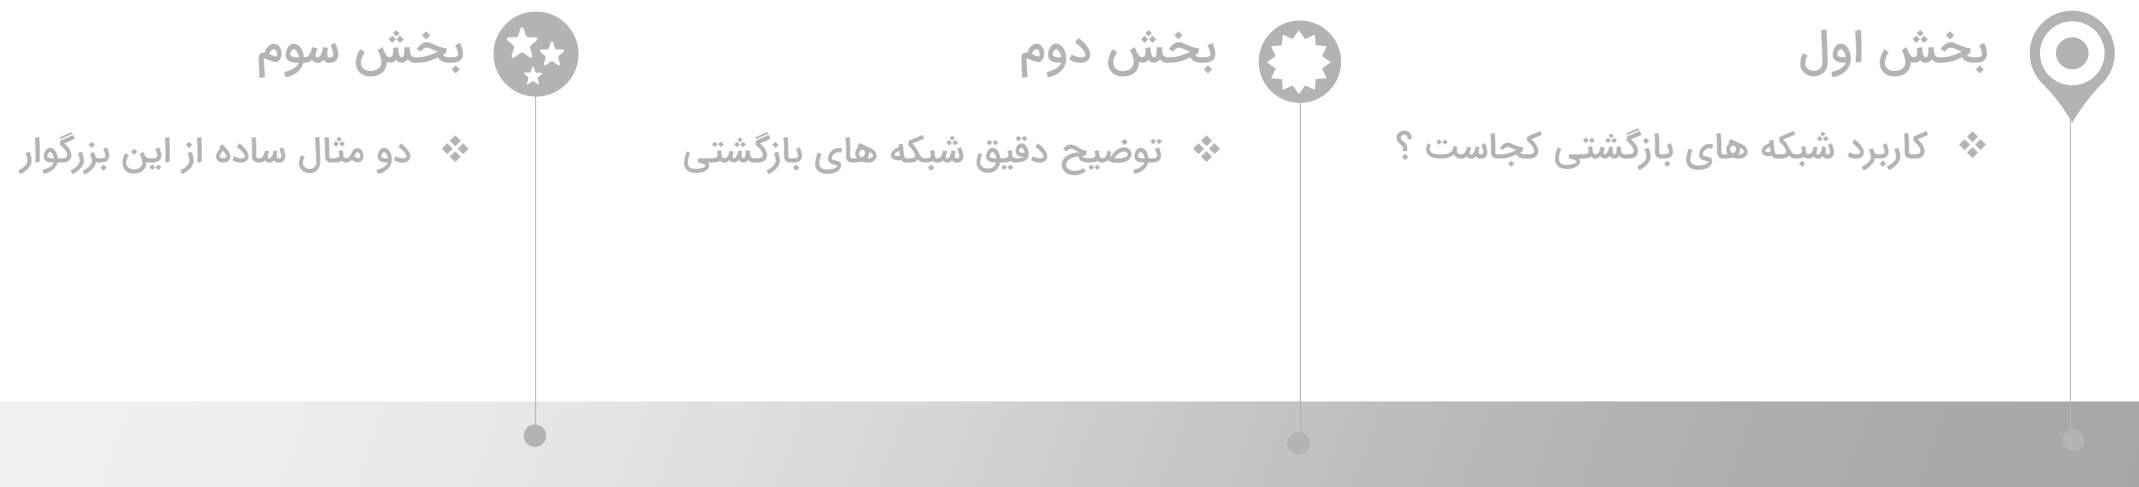 بخش اول
❖ کاربرد شبکه های بازگشتی کجاست ؟
بخش دوم
❖ توضیح دقیق شبکه های بازگشتی
بخش سوم
❖ دو مثال ساده از این بزرگوار